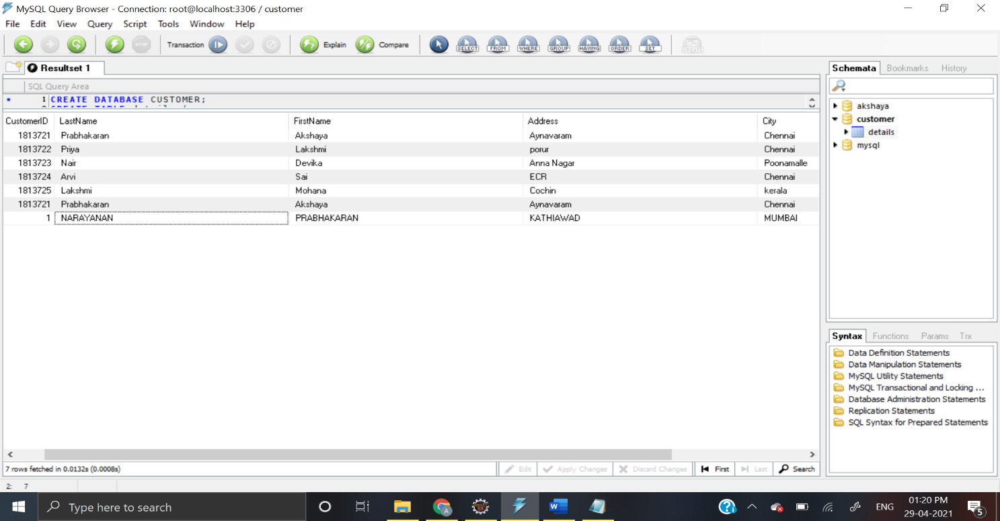 MySQL Query Browser - Connection: root@localhost:3306 / customer
File Edit View Query Script Tools Window Help
STOP Transaction Explain Compare SELECT FROM WHERE GROUP HAVING ORDER SET CREATE
Resultset 1
SQL Query Area
1 CREATE DATABASE CUSTOMER;
CustomerID LastName FirstName Address City
1813721 Prabhakaran Akshaya Aynavaram Chennai
1813722 Priya Lakshmi porur Chennai
1813723 Nair Devika Anna Nagar Poonamalle
1813724 Arvi Sai ECR Chennai
1813725 Lakshmi Mohana Cochin kerala
1813721 Prabhakaran Akshaya Aynavaram Chennai
1 NARAYANAN PRABHAKARAN KATHIAWAD MUMBAI
7 rows fetched in 0.0132s (0.0008s)
Edit Apply Changes Discard Changes First Last Search
2: 7
Schemata Bookmarks History
akshaya
customer
details
mysql
Syntax Functions Params Trx
Data Definition Statements
Data Manipulation Statements
MySQL Utility Statements
MySQL Transactional and Locking ...
Database Administration Statements
Replication Statements
SQL Syntax for Prepared Statements
Type here to search
ENG
01:20 PM
29-04-2021
5